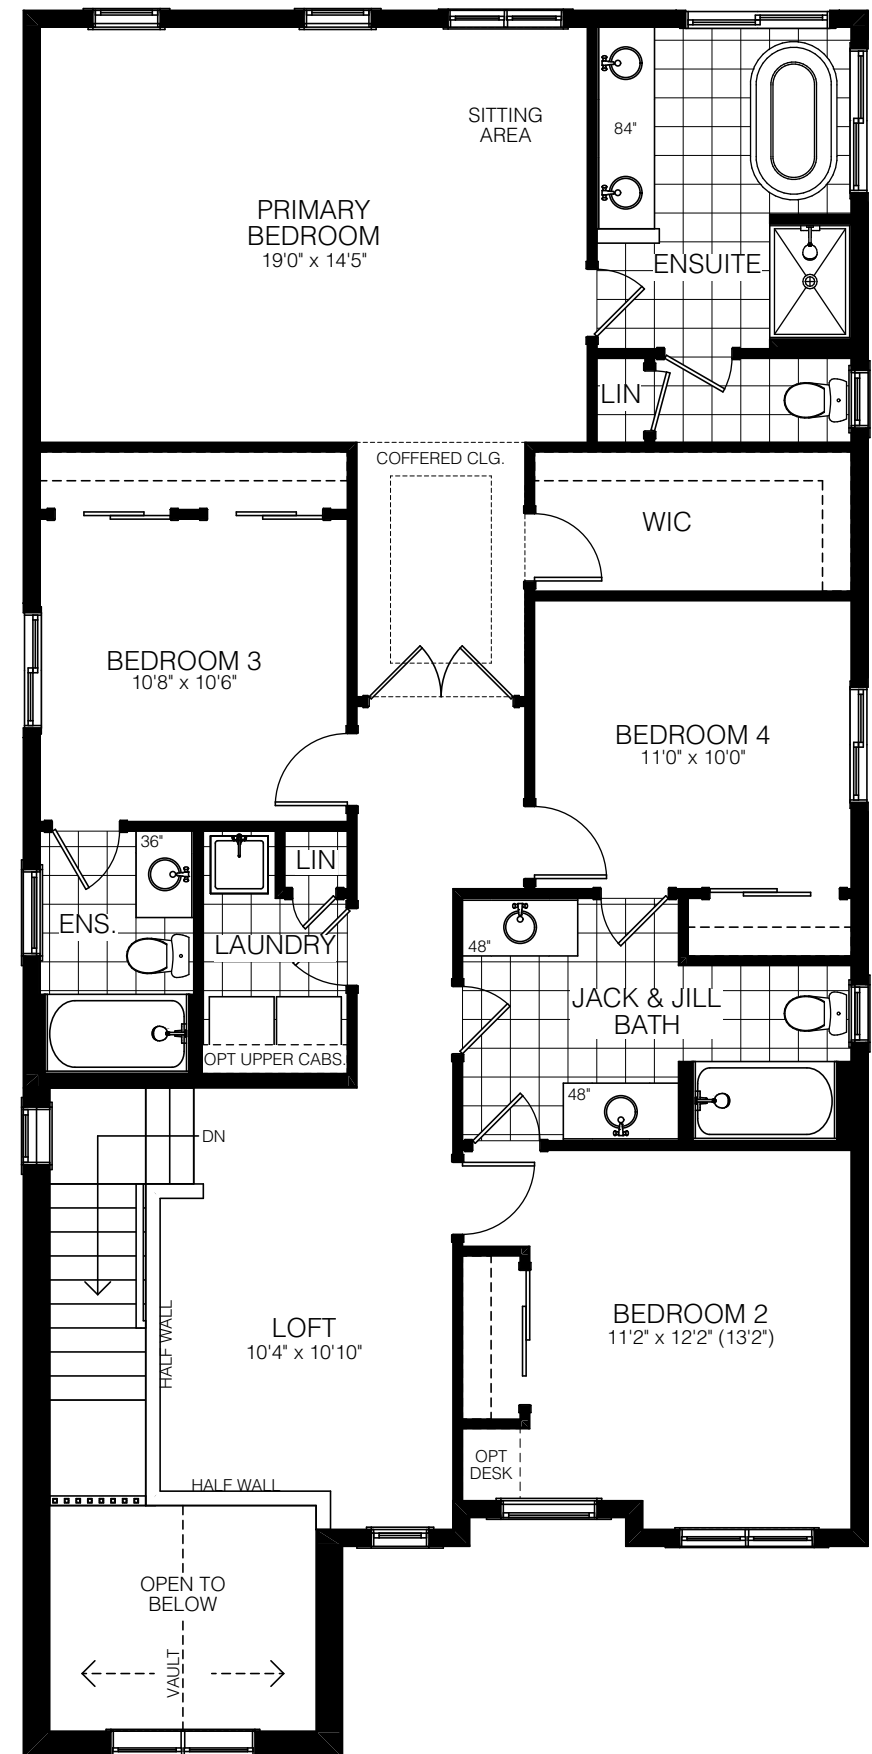 SITTING
AREA
84"
PRIMARY
BEDROOM
19'0" x 14'5"
ENSUITE
LIN
COFFERED CLG.
WIC
BEDROOM 3
10'8" x 10'6"
BEDROOM 4
11'0" x 10'0"
36"
LIN
ENS.
LAUNDRY
48"
JACK & JILL
BATH
OPT UPPER CABS.
48"
DN
HALF WALL
LOFT
10'4" x 10'10"
BEDROOM 2
11'2" x 12'2" (13'2")
OPT
DESK
HALF WALL
OPEN TO
BELOW
VAULT